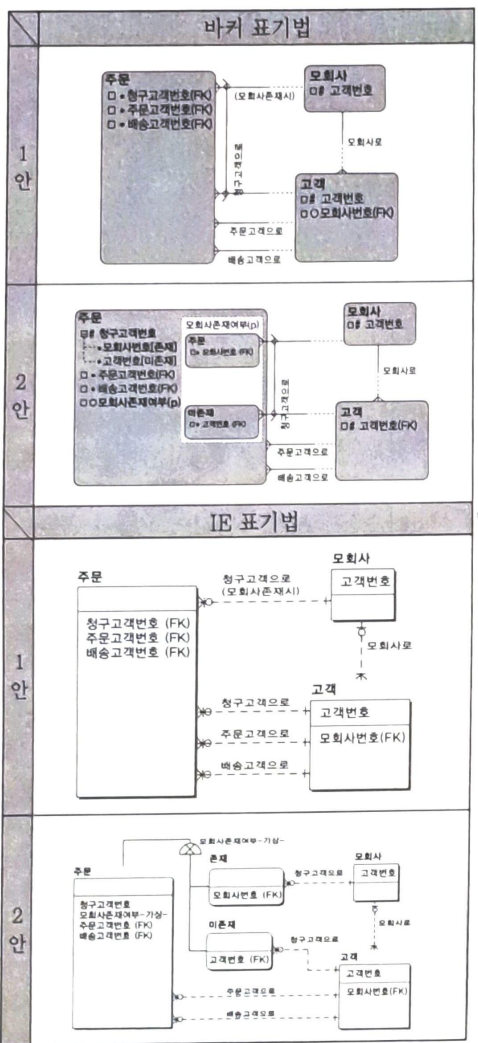 바커 표기법
1안
주문
□ * 청구고객번호(FK)
□ * 주문고객번호(FK)
□ * 배송고객번호(FK)
(모회사존재시)
모회사
□# 고객번호
모회사로
청구고객으로
고객
□# 고객번호
□○모회사번호(FK)
주문고객으로
배송고객으로
2안
주문
□# 청구고객번호
*모회사번호[존재]
*고객번호[미존재]
□ * 주문고객번호(FK)
□ * 배송고객번호(FK)
□○모회사존재여부(p)
모회사존재여부(p)
주문
□* 모회사번호 (FK)
미존재
□* 고객번호 (FK)
청구고객으로
모회사
□# 고객번호
모회사로
고객
□# 고객번호(FK)
주문고객으로
배송고객으로
IE 표기법
1안
주문
청구고객번호 (FK)
주문고객번호 (FK)
배송고객번호 (FK)
청구고객으로
(모회사존재시)
모회사
고객번호
모회사로
고객
고객번호
모회사번호(FK)
청구고객으로
주문고객으로
배송고객으로
2안
모회사존재여부-가상-
주문
청구고객번호
모회사존재여부-가상-
주문고객번호 (FK)
배송고객번호 (FK)
존재
모회사번호 (FK)
청구고객으로
모회사
고객번호
모회사로
미존재
고객번호 (FK)
청구고객으로
고객
고객번호
모회사번호(FK)
주문고객으로
배송고객으로